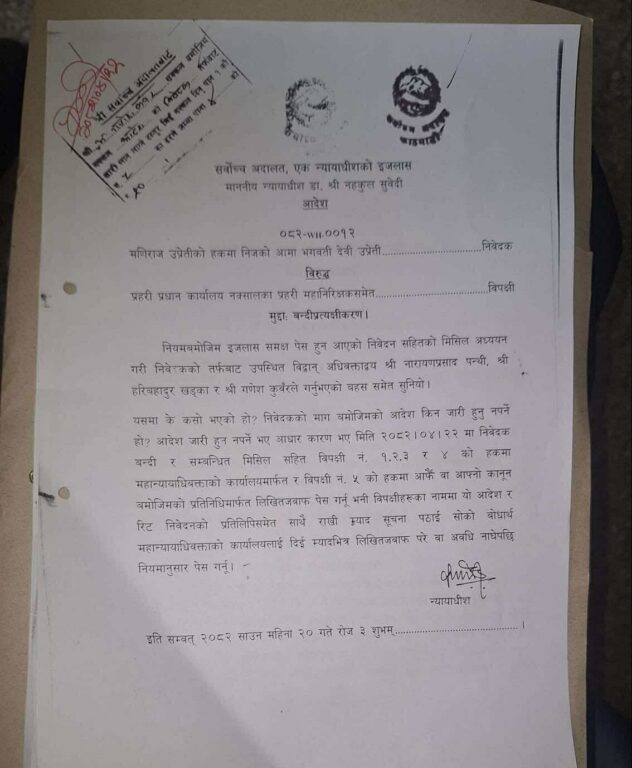 श्री सर्वोच्च अदालतबाट
सर्वोच्च अदालत
काठमाडौं
सर्वोच्च अदालत, एक न्यायाधीशको इजलास
माननीय न्यायाधीश डा. श्री नहकुल सुवेदी
आदेश
०८२-WH.००१२
मणिराज उप्रेतीको हकमा निजको आमा भगवती देवी उप्रेती..............................निवेदक
विरुद्ध
प्रहरी प्रधान कार्यालय नक्सालका प्रहरी महानिरिक्षकसमेत..............................विपक्षी
मुद्दाः बन्दीप्रत्यक्षीकरण।
नियमबमोजिम इजलास समक्ष पेस हुन आएको निवेदन सहितको मिसिल अध्ययन
गरी निवेदकको तर्फबाट उपस्थित विद्वान् अधिवक्ताद्वय श्री नारायणप्रसाद पन्थी, श्री
हरिबहादुर खड्का र श्री गणेश कुवँरले गर्नुभएको बहस समेत सुनियो।
यसमा के कसो भएको हो? निवेदकको माग बमोजिमको आदेश किन जारी हुनु नपर्ने
हो? आदेश जारी हुन नपर्ने भए आधार कारण भए मिति २०८२।०४।२२ मा निवेदक
बन्दी र सम्बन्धित मिसिल सहित विपक्षी नं. १,२,३ र ४ को हकमा
महान्यायाधिवक्ताको कार्यालयमार्फत र विपक्षी नं. ५ को हकमा आफैँ वा आफ्नो कानून
बमोजिमको प्रतिनिधिमार्फत लिखितजवाफ पेस गर्नू भनी विपक्षीहरूका नाममा यो आदेश र
रिट निवेदनको प्रतिलिपिसमेत साथै राखी म्याद सूचना पठाई सोको बोधार्थ
महान्यायाधिवक्ताको कार्यालयलाई दिई म्यादभित्र लिखितजवाफ परे वा अवधि नाघेपछि
नियमानुसार पेस गर्नू।
न्यायाधीश
इति सम्वत् २०८२ साउन महिना २० गते रोज ३ शुभम्..............................।